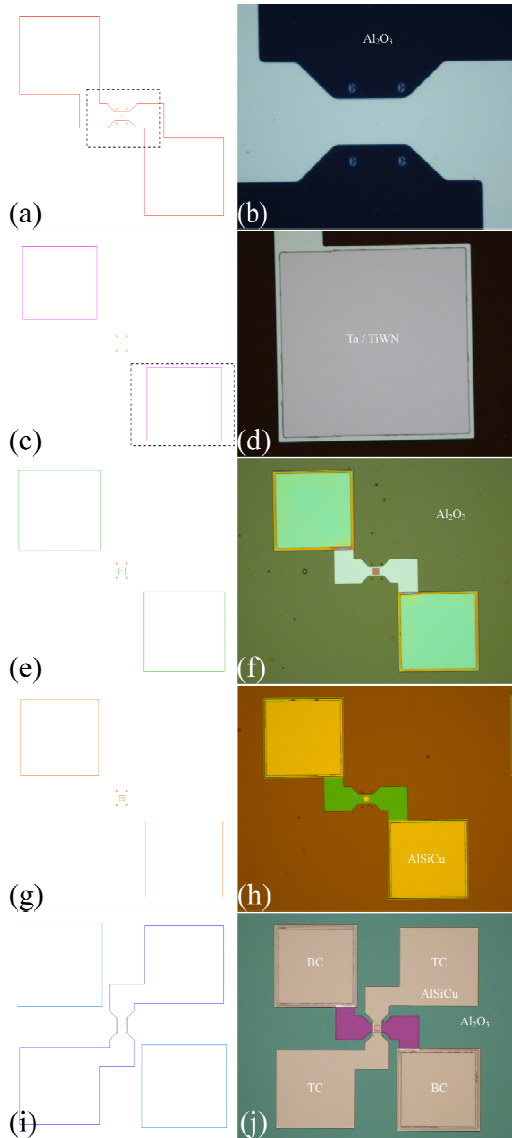 Al₂O₃
(a)
(b)
Ta / TiWN
(c)
(d)
Al₂O₃
(e)
(f)
AlSiCu
(g)
(h)
BC
TC
AlSiCu
Al₂O₃
TC
BC
(i)
(j)